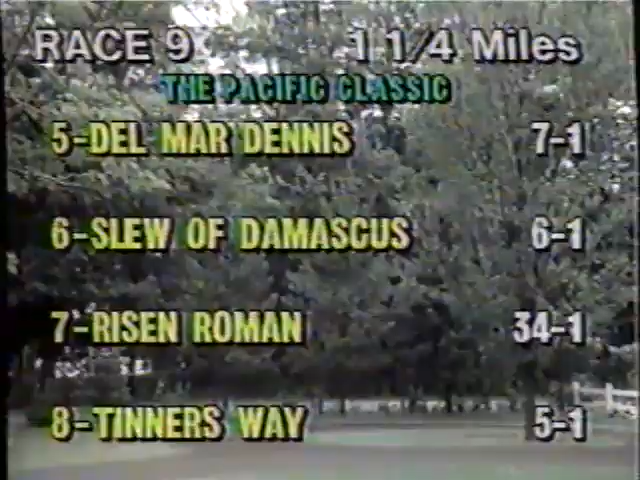 RACE 9X 1 1/4 Miles
THE PACIFIC CLASSIC
5-DEL MAR DENNIS 7-1
6-SLEW OF DAMASCUS 6-1
7-RISEN ROMAN 34-1
8-TINNERS WAY 5-1